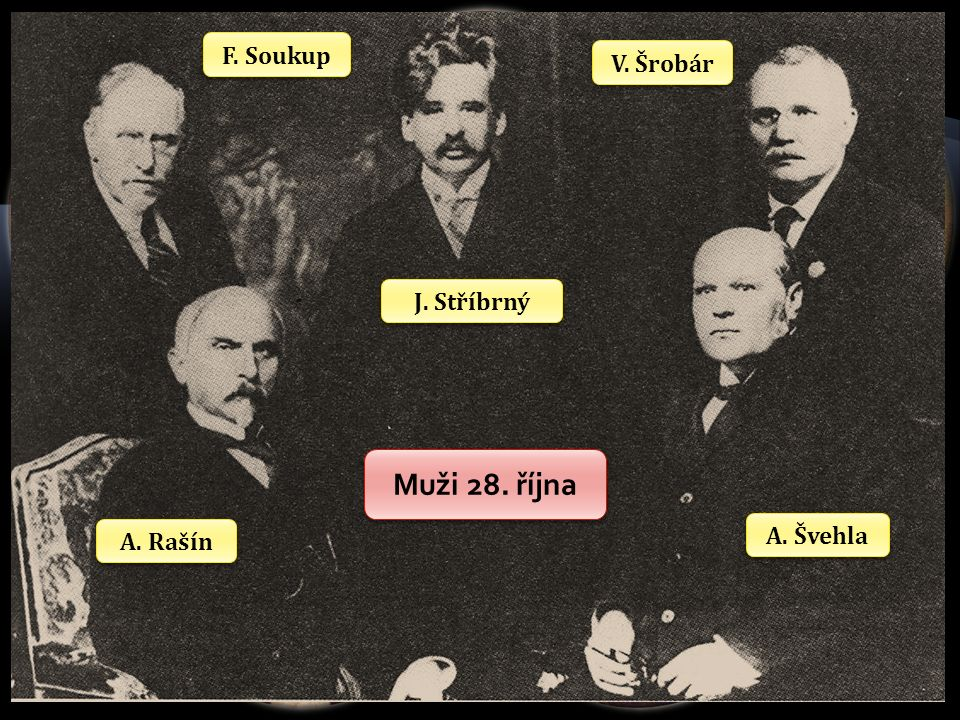 F. Soukup
V. Šrobár
J. Stříbrný
Muži 28. října
A. Rašín
A. Švehla